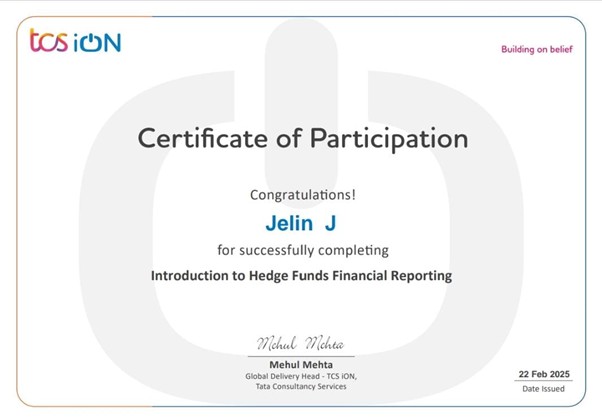 tcs iON
Building on belief
Certificate of Participation
Congratulations!
Jelin J
for successfully completing
Introduction to Hedge Funds Financial Reporting
Mehul Mehta
Mehul Mehta
Global Delivery Head - TCS iON,
Tata Consultancy Services
22 Feb 2025
Date Issued